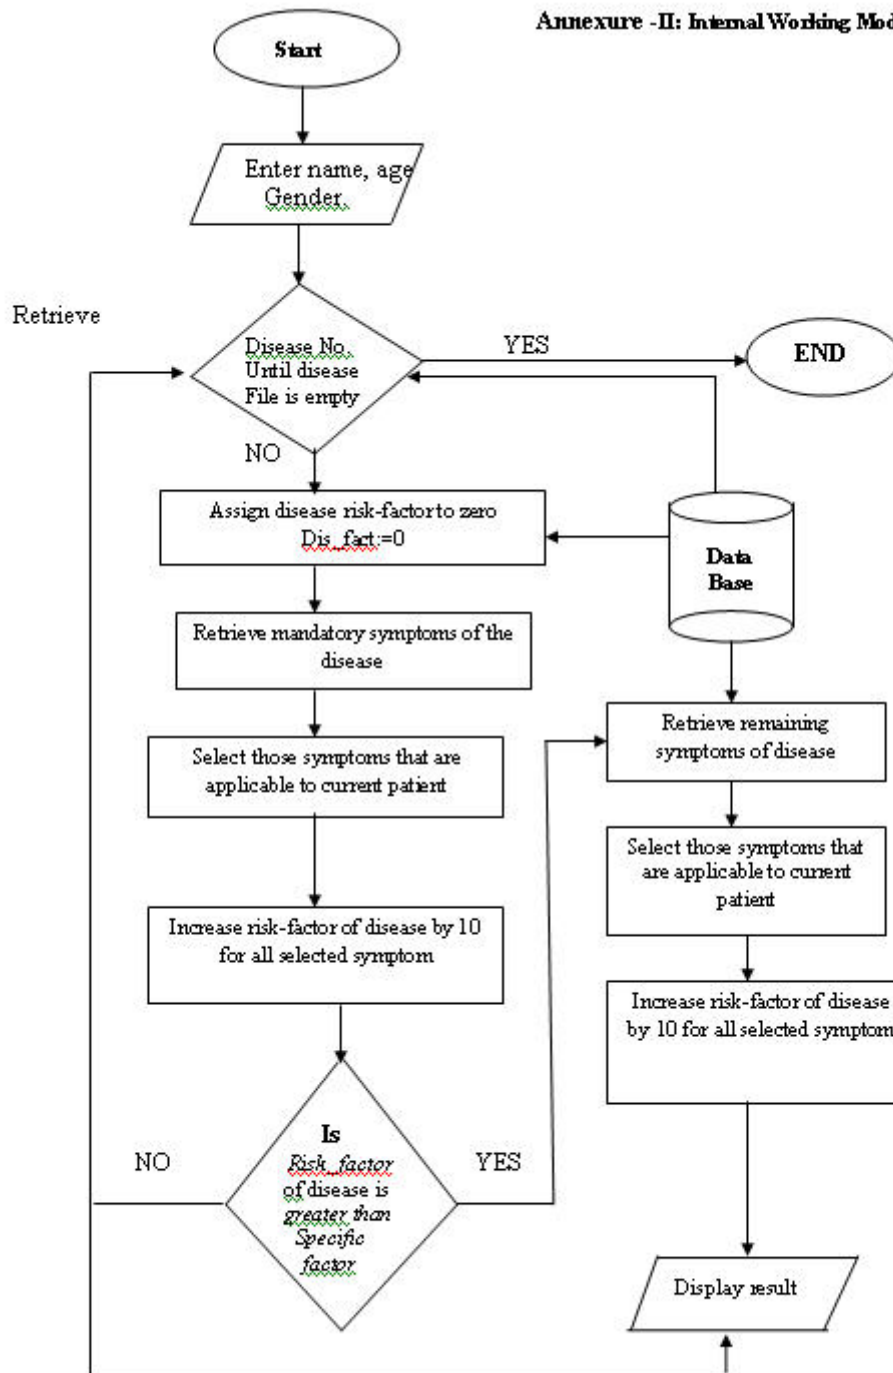 Annexure -II: Internal Working Mod
Start
Enter name, age
Gender.
Retrieve
Disease No.
Until disease
File is empty
YES
END
NO
Assign disease risk-factor to zero
Dis_fact:=0
Data
Base
Retrieve mandatory symptoms of the
disease
Retrieve remaining
symptoms of disease
Select those symptoms that are
applicable to current patient
Select those symptoms that
are applicable to current
patient
Increase risk-factor of disease by 10
for all selected symptom
Increase risk-factor of disease
by 10 for all selected symptom
Is
Risk_factor
of disease is
greater than
Specific
factor
NO
YES
Display result